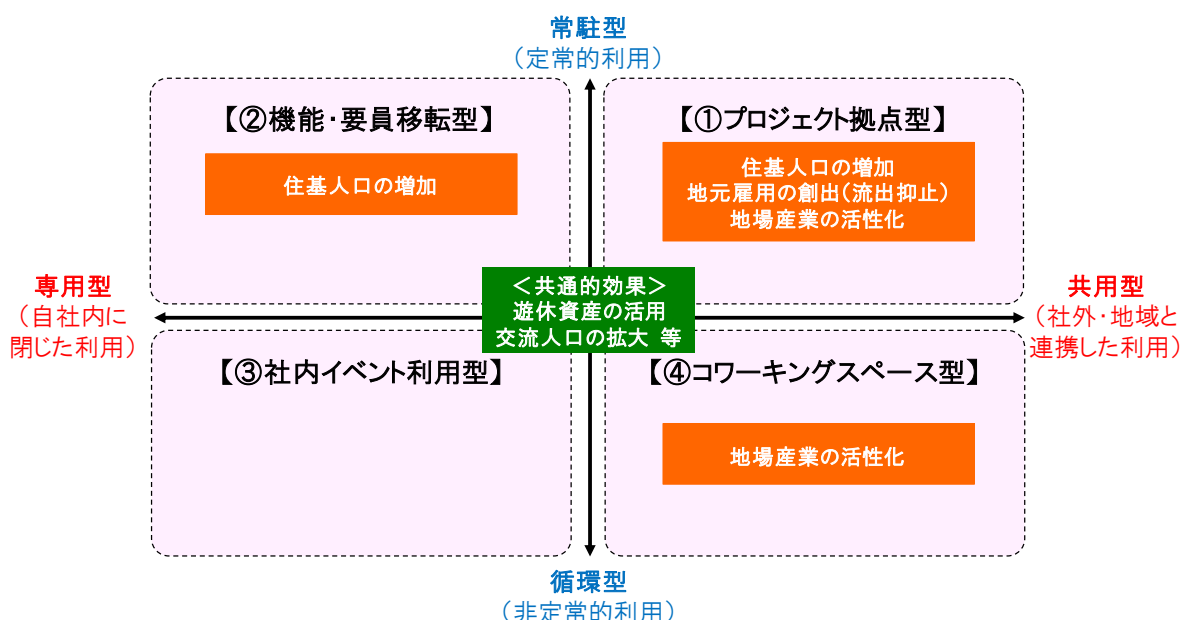 常駐型
（定常的利用）
【②機能・要員移転型】
住基人口の増加
【①プロジェクト拠点型】
住基人口の増加
地元雇用の創出（流出抑止）
地場産業の活性化
専用型
（自社内に
閉じた利用）
＜共通的効果＞
遊休資産の活用
交流人口の拡大 等
共用型
（社外・地域と
連携した利用）
【③社内イベント利用型】
【④コワーキングスペース型】
地場産業の活性化
循環型
（非定常的利用）